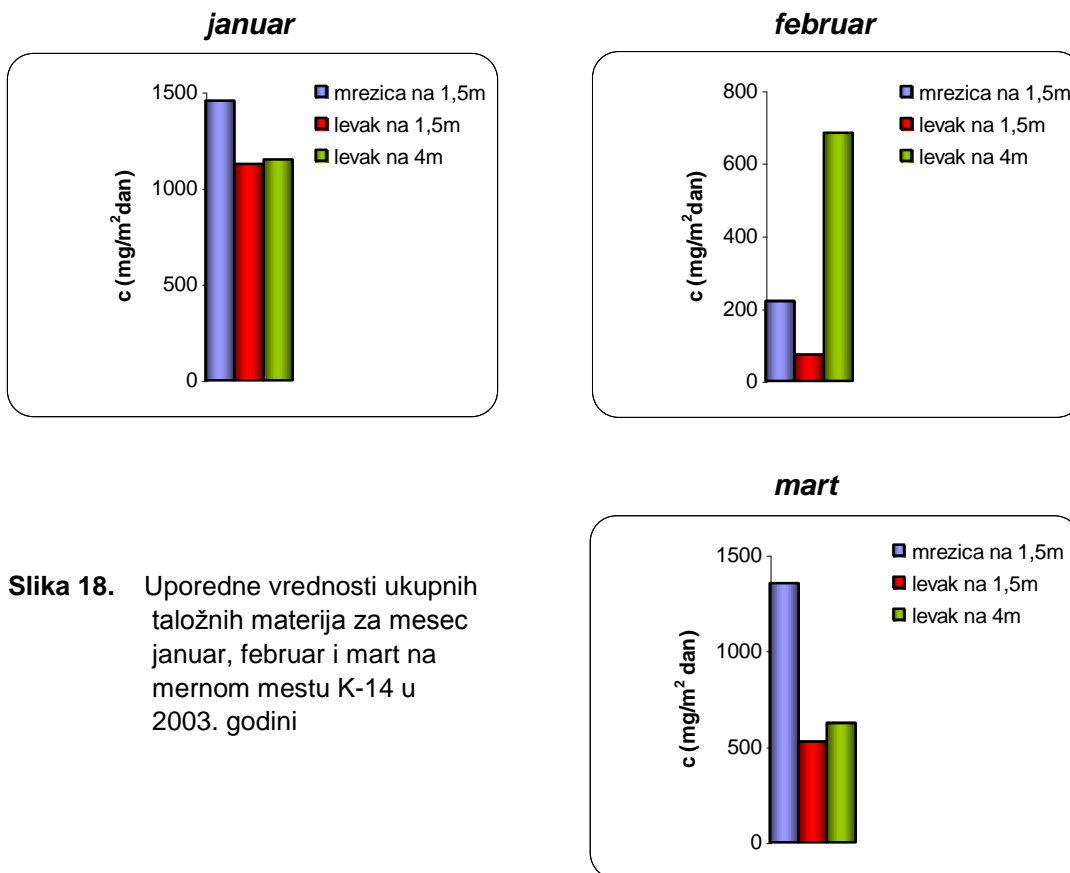 januar
1500
1000
500
0
c (mg/m²dan)
mrezica na 1,5m
levak na 1,5m
levak na 4m
februar
800
600
400
200
0
c (mg/m²dan)
mrezica na 1,5m
levak na 1,5m
levak na 4m
Slika 18. Uporedne vrednosti ukupnih
taložnih materija za mesec
januar, februar i mart na
mernom mestu K-14 u
2003. godini
mart
1500
1000
500
0
c (mg/m² dan)
mrezica na 1,5m
levak na 1,5m
levak na 4m